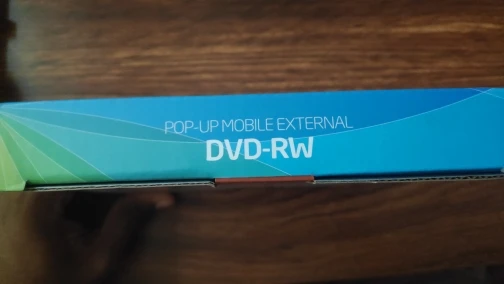 POP-UP MOBILE EXTERNAL
DVD-RW